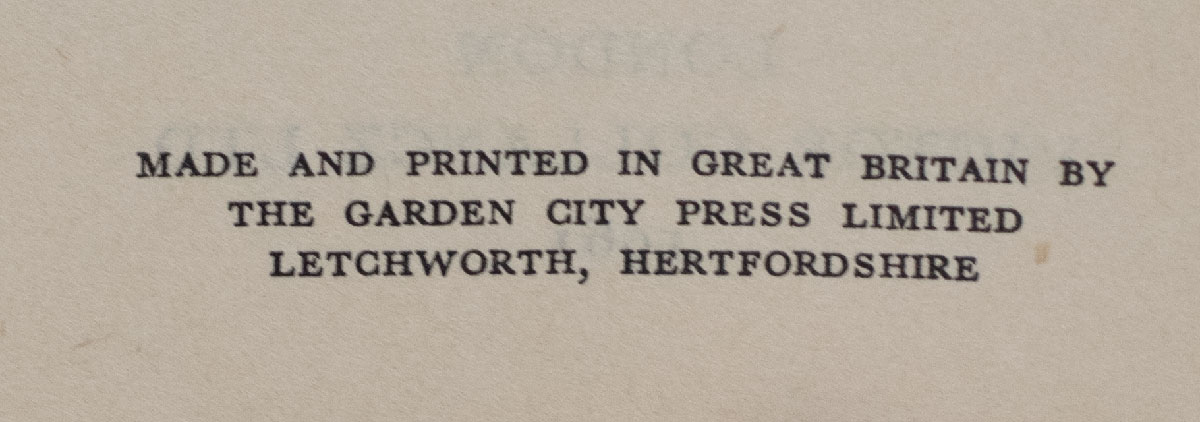 MADE AND PRINTED IN GREAT BRITAIN BY
THE GARDEN CITY PRESS LIMITED
LETCHWORTH, HERTFORDSHIRE